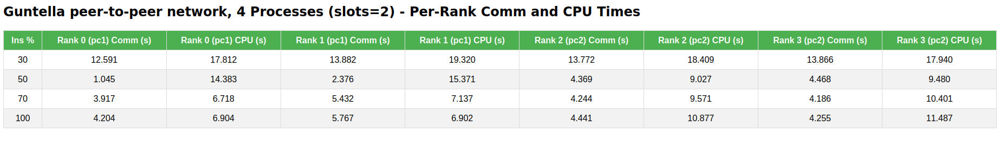 Guntella peer-to-peer network, 4 Processes (slots=2) - Per-Rank Comm and CPU Times
Ins % Rank 0 (pc1) Comm (s) Rank 0 (pc1) CPU (s) Rank 1 (pc1) Comm (s) Rank 1 (pc1) CPU (s) Rank 2 (pc2) Comm (s) Rank 2 (pc2) CPU (s) Rank 3 (pc2) Comm (s) Rank 3 (pc2) CPU (s)
30 12.591 17.812 13.882 19.320 13.772 18.409 13.866 17.940
50 1.045 14.383 2.376 15.371 4.369 9.027 4.468 9.480
70 3.917 6.718 5.432 7.137 4.244 9.571 4.186 10.401
100 4.204 6.904 5.767 6.902 4.441 10.877 4.255 11.487